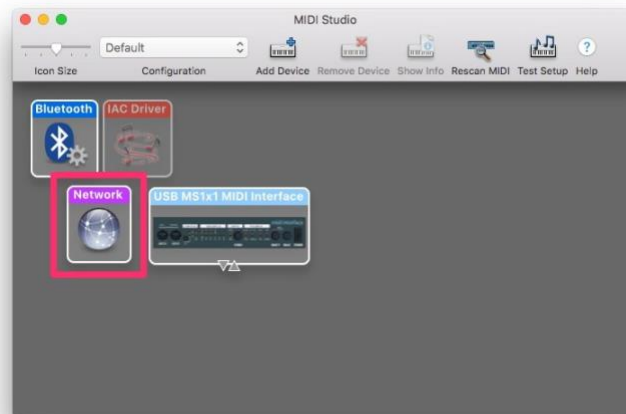 MIDI Studio
Default
Icon Size
Configuration
Add Device
Remove Device
Show Info
Rescan MIDI
Test Setup
?
Help
Bluetooth
IAC Driver
Network
USB MS1x1 MIDI Interface